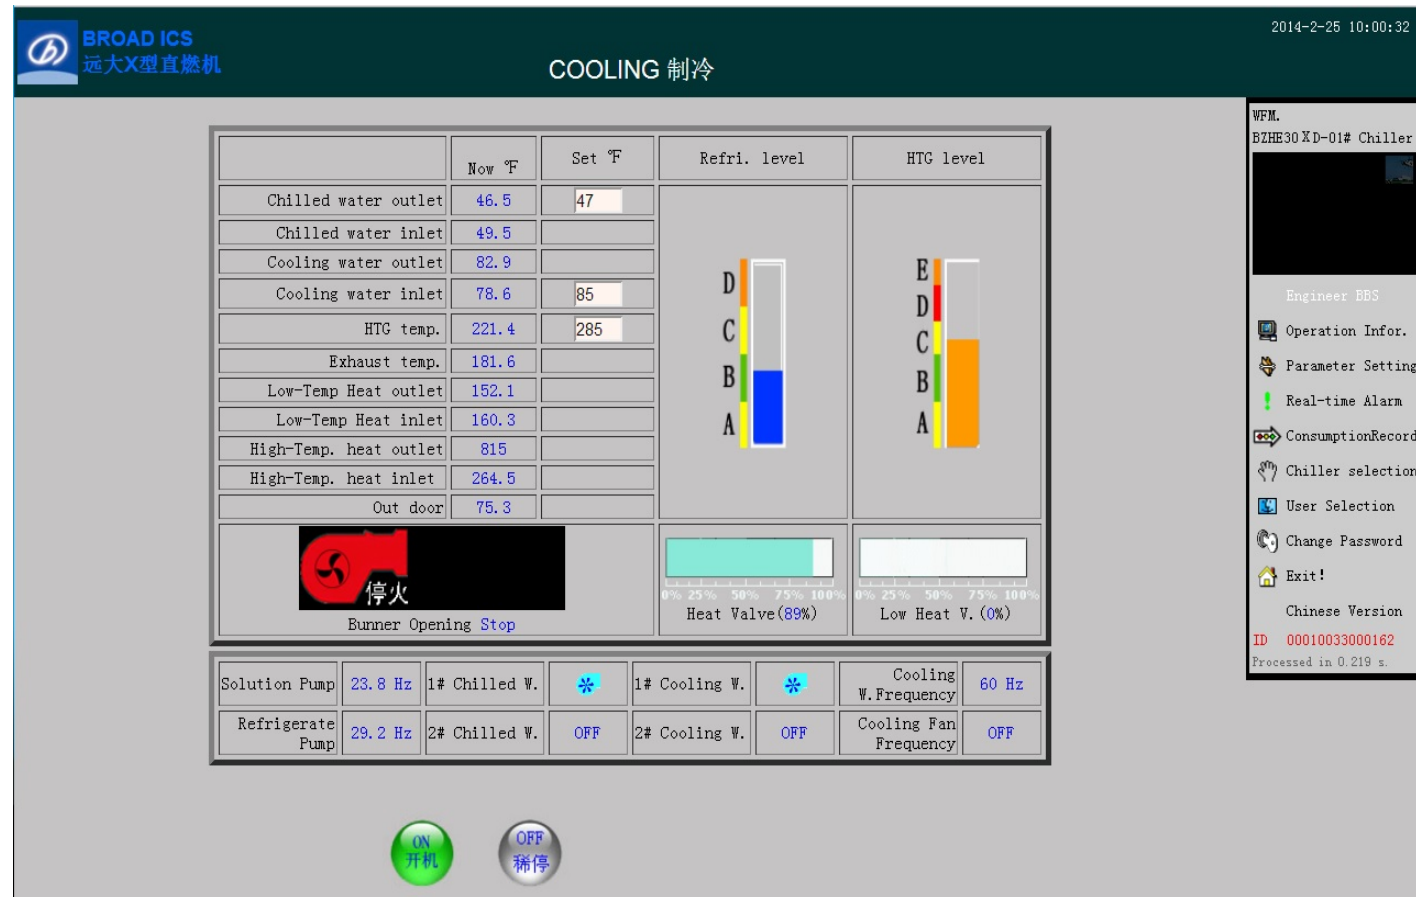 BROAD ICS
远大X型直燃机
COOLING 制冷
2014-2-25 10:00:32
Now ℉ Set ℉ Refri. level HTG level
Chilled water outlet 46.5 47
Chilled water inlet 49.5
Cooling water outlet 82.9
Cooling water inlet 78.6 85
HTG temp. 221.4 285
Exhaust temp. 181.6
Low-Temp Heat outlet 152.1
Low-Temp Heat inlet 160.3
High-Temp. heat outlet 815
High-Temp. heat inlet 264.5
Out door 75.3
D
C
B
A
E
D
C
B
A
停火
Bunner Opening Stop
0% 25% 50% 75% 100%
Heat Valve(89%)
0% 25% 50% 75% 100%
Low Heat V.(0%)
Solution Pump 23.8 Hz 1# Chilled W. 1# Cooling W. Cooling W.Frequency 60 Hz
Refrigerate Pump 29.2 Hz 2# Chilled W. OFF 2# Cooling W. OFF Cooling Fan Frequency OFF
ON
开机
OFF
稀停
WFM.
BZHE30XD-01# Chiller
Engineer BBS
Operation Infor.
Parameter Setting
Real-time Alarm
ConsumptionRecord
Chiller selection
User Selection
Change Password
Exit!
Chinese Version
ID 00010033000162
Processed in 0.219 s.